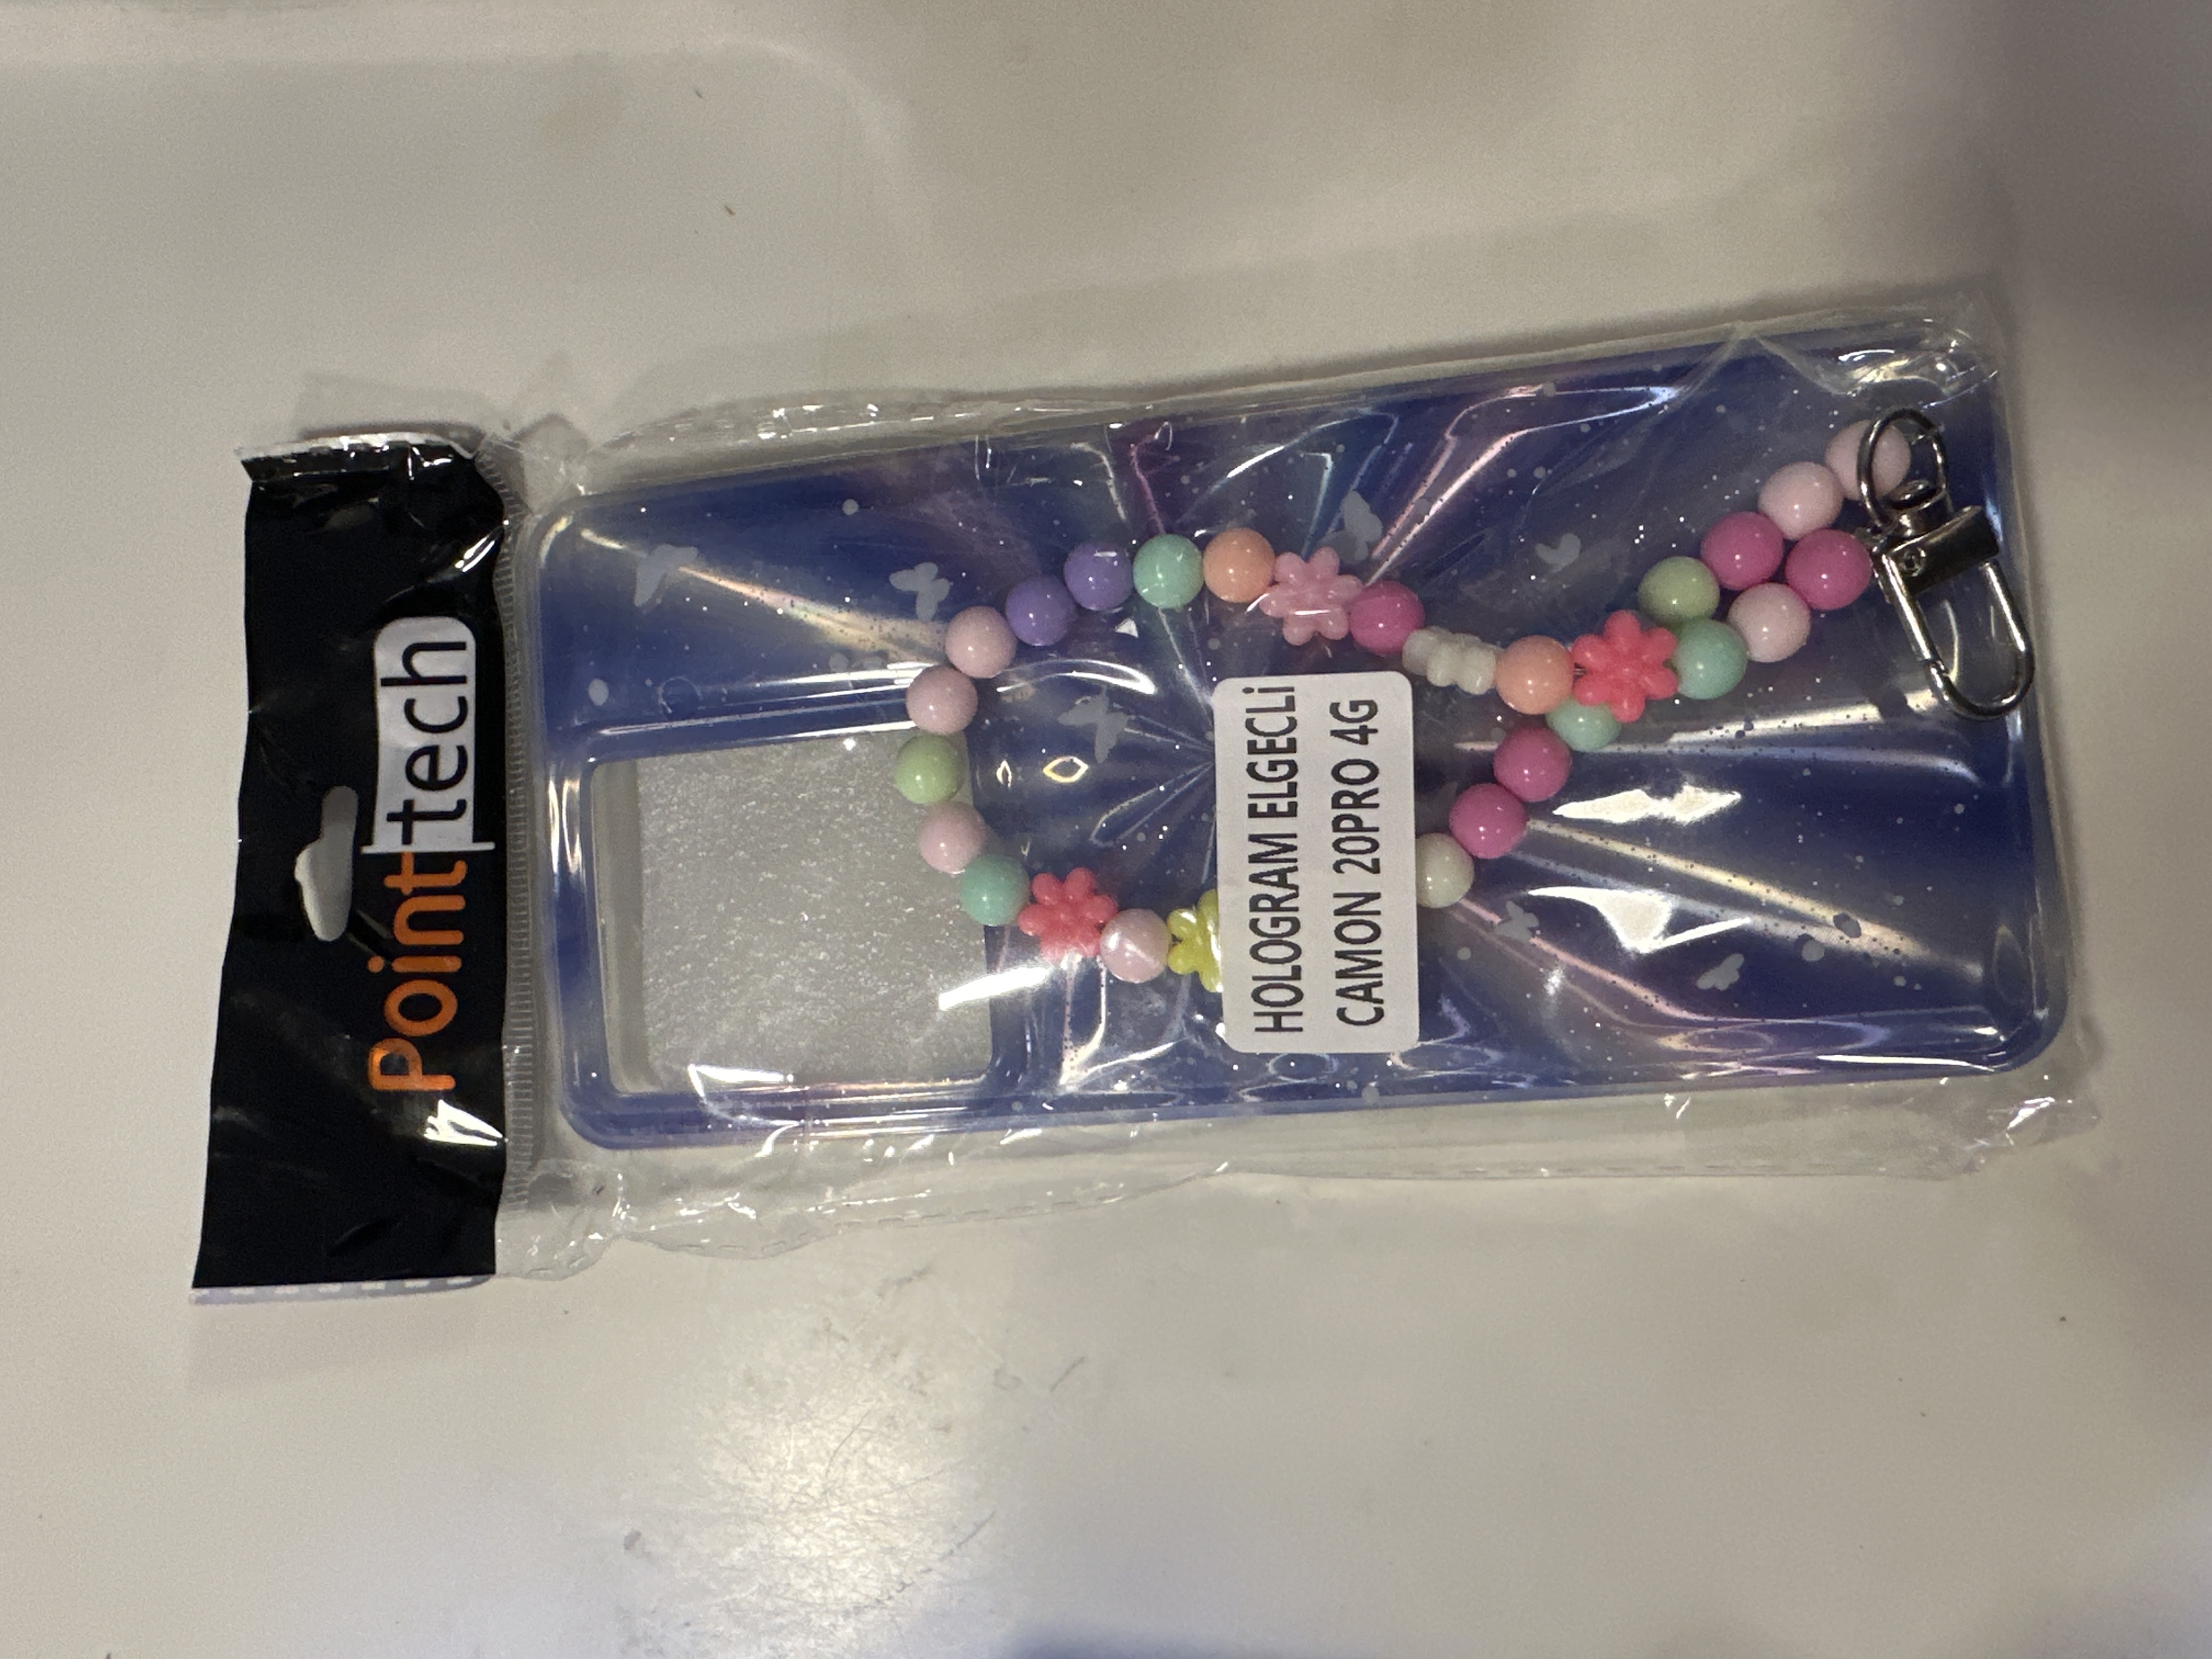 Pointtech
HOLOGRAM ELGECLi
CAMON 20PRO 4G